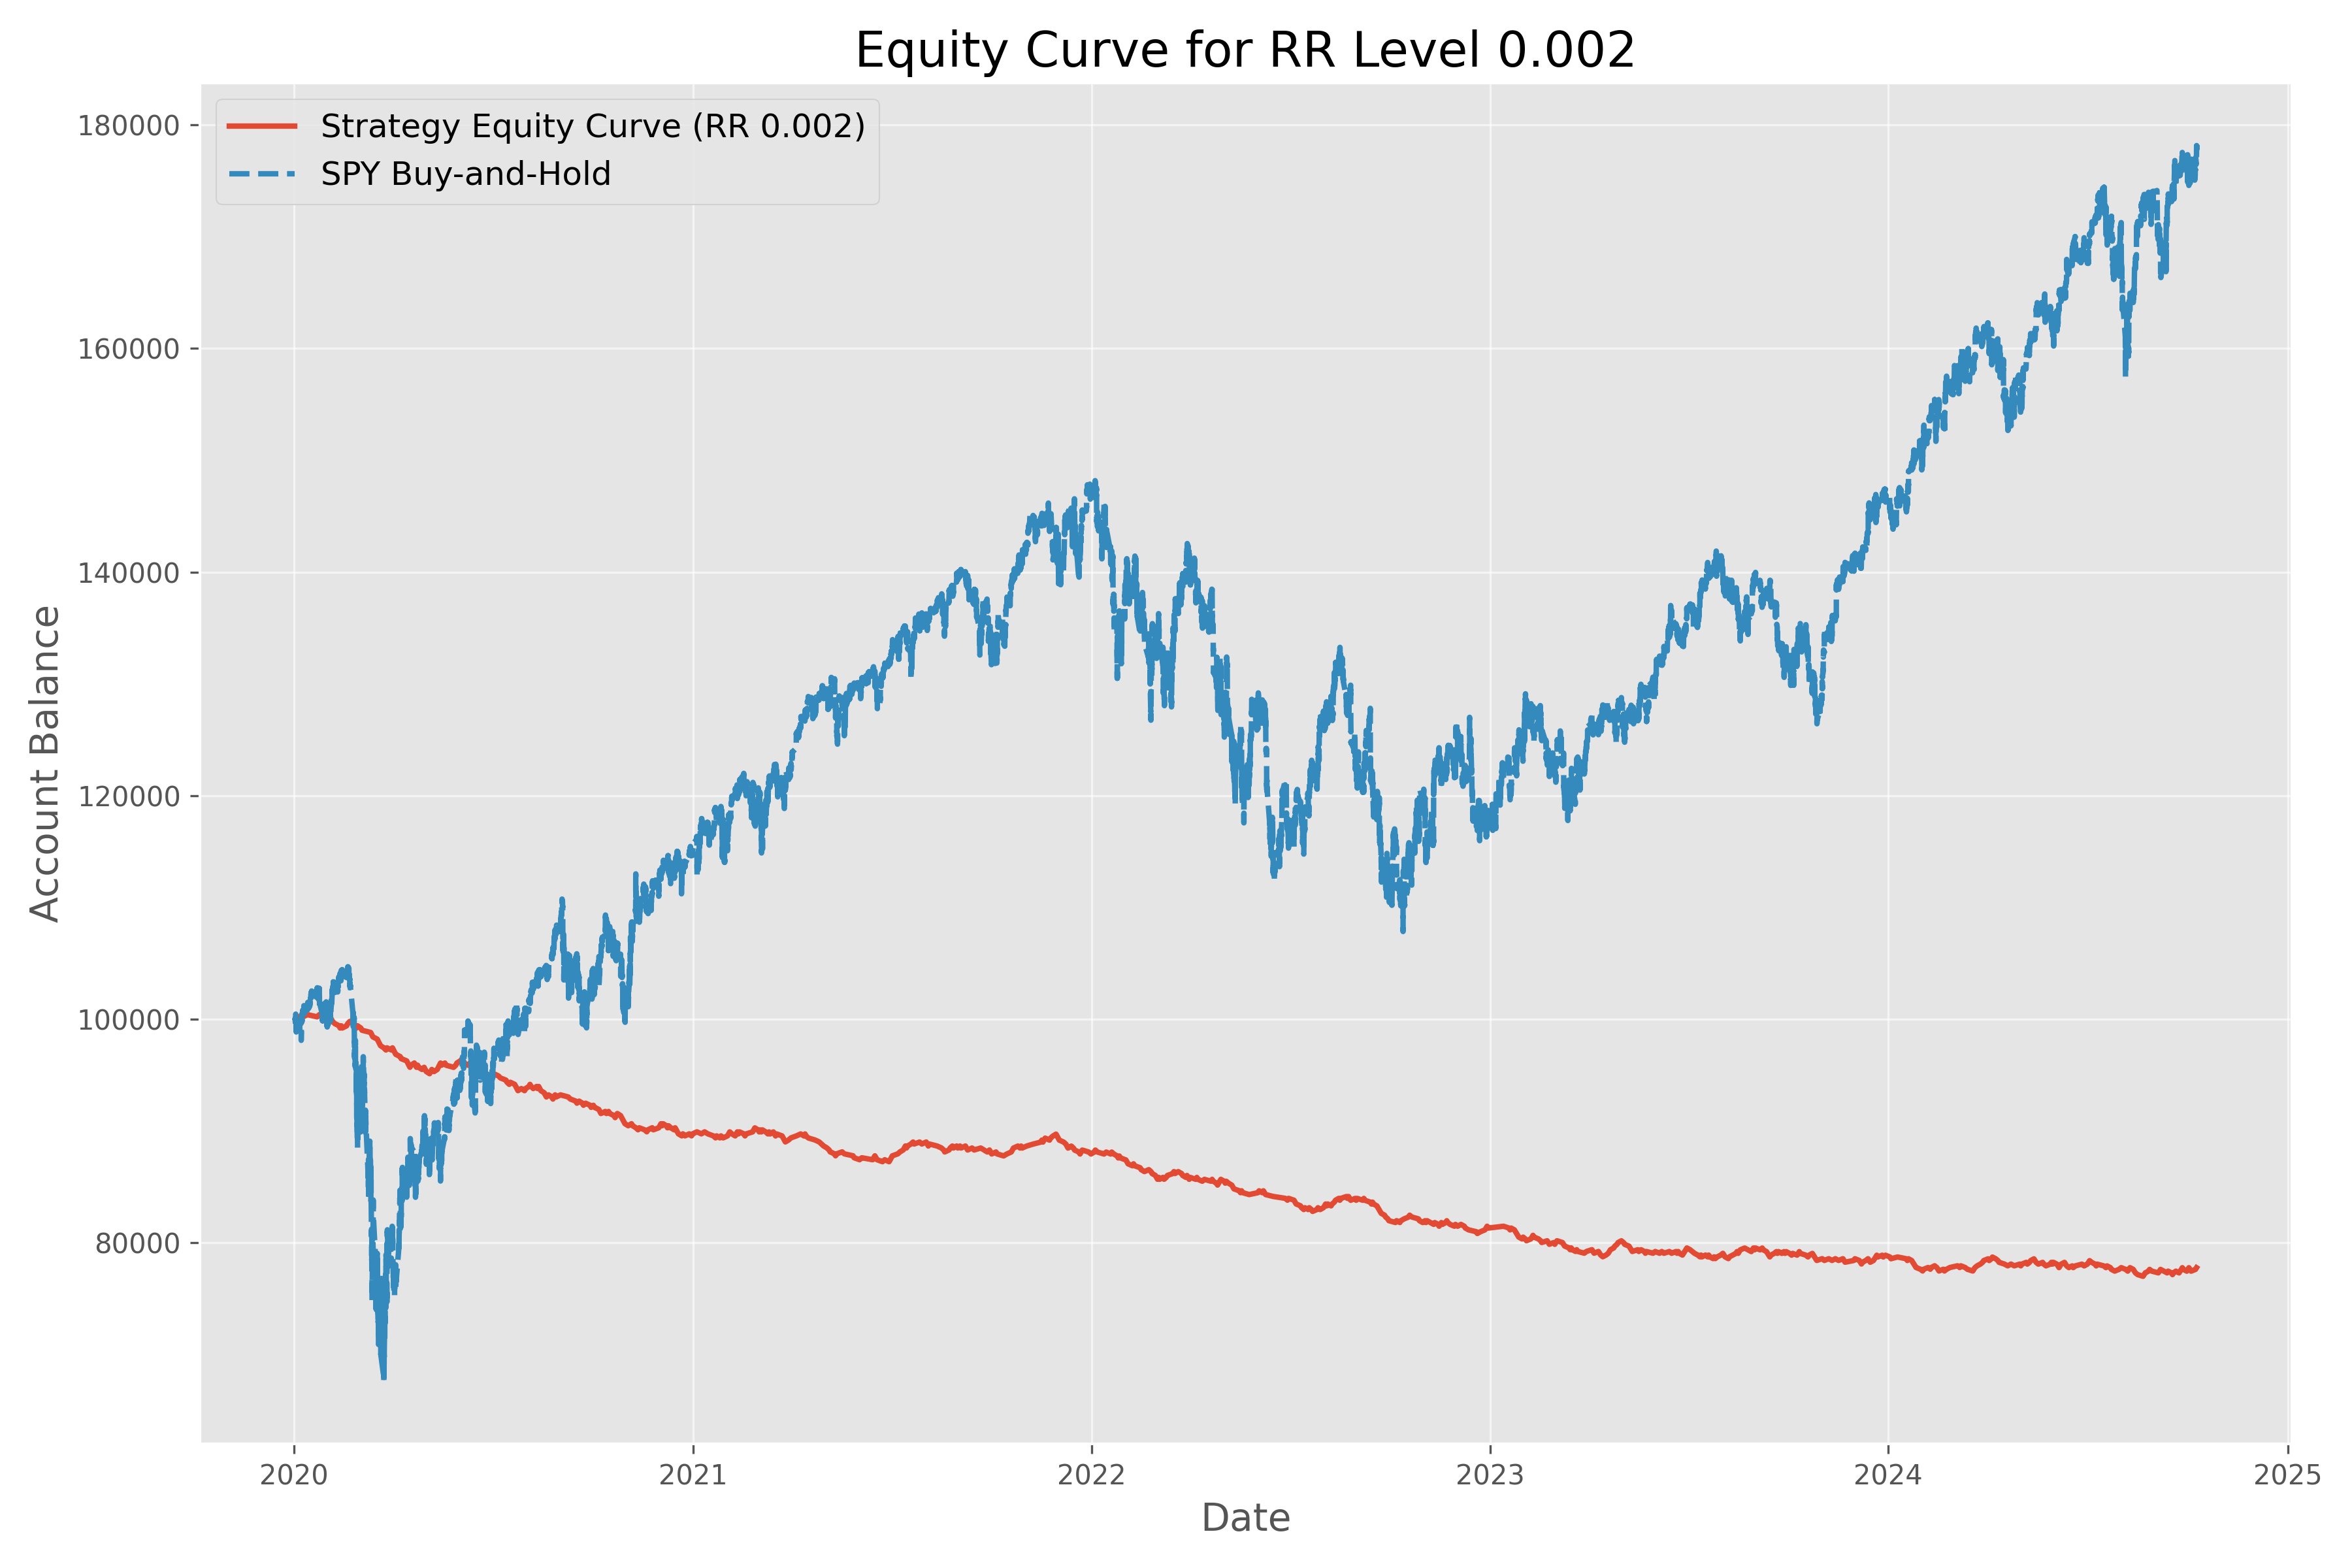 Equity Curve for RR Level 0.002
Strategy Equity Curve (RR 0.002)
SPY Buy-and-Hold
Account Balance
180000
160000
140000
120000
100000
80000
2020
2021
2022
2023
2024
2025
Date